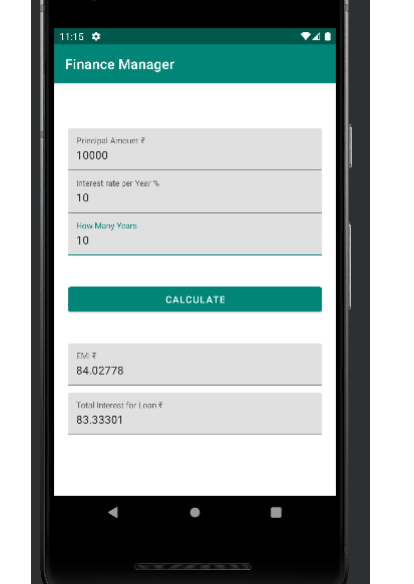 11:15
Finance Manager
Principal Amount ₹
10000
Interest rate per Year %
10
How Many Years
10
CALCULATE
EMI ₹
84.02778
Total Interest for Loan ₹
83.33301